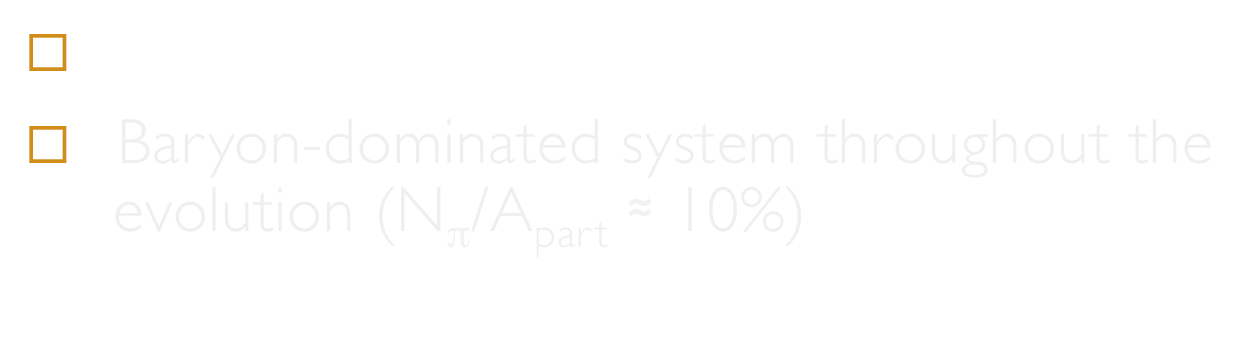 Baryon-dominated system throughout the
evolution (Nπ/Apart ≈ 10%)